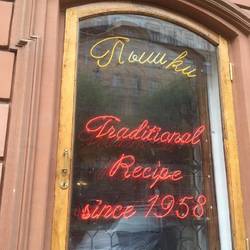 Пышки
Traditional
Recipe
since 1958